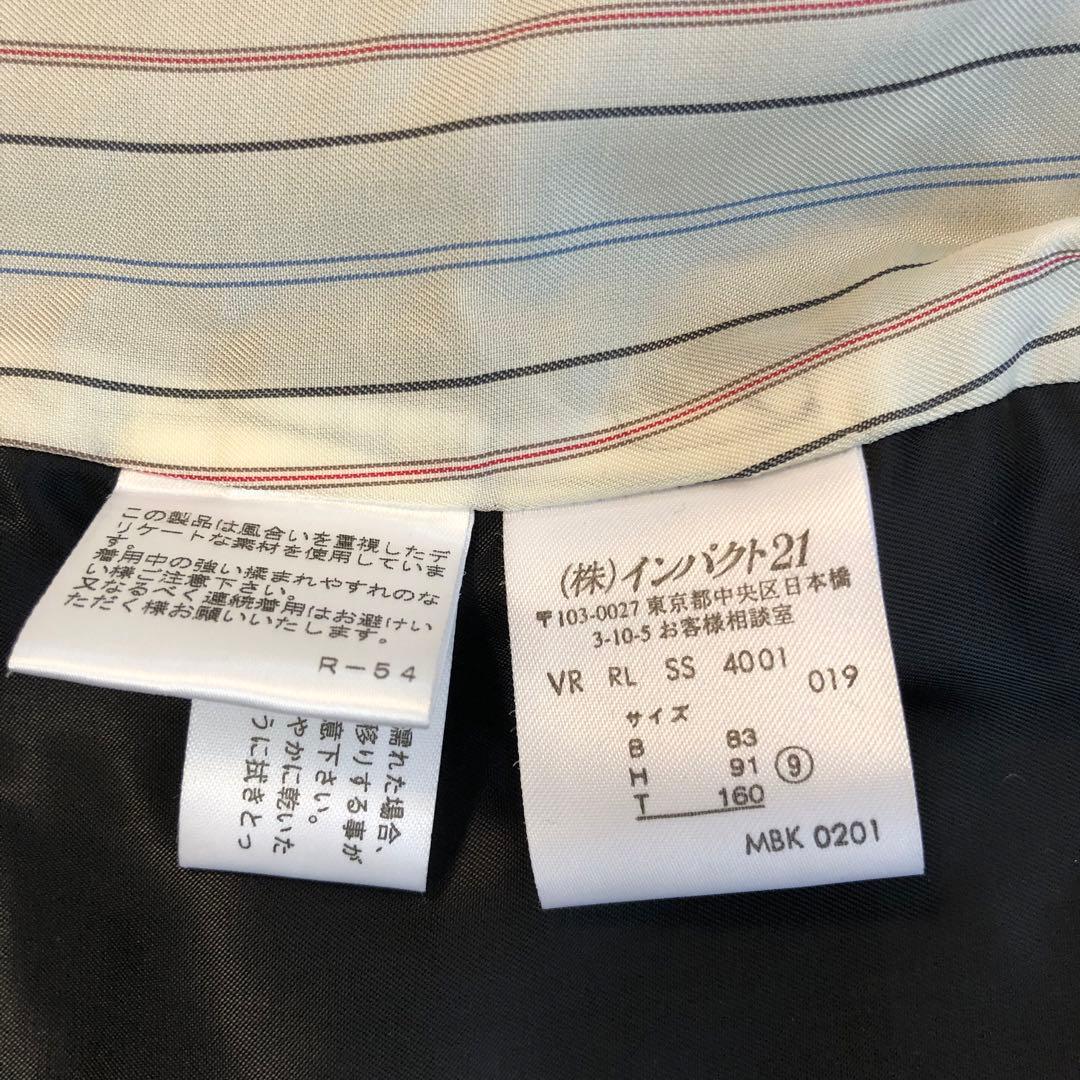 この製品は風合いを重視したデ
リケートな素材を使用していま
す。
着用中の強い揉まれやすれのな
い様ご注意下さい。
又なるべく連続着用はお避けい
ただく様お願いいたします。
R-54
濡れた場合、
移りする事が
意下さい。
やかに乾いた
うに拭きとっ
(株)インパクト21
〒103-0027 東京都中央区日本橋
3-10-5 お客様相談室
VR RL SS 4001 019
サイズ
B 83
H 91 ⑨
T 160
MBK 0201